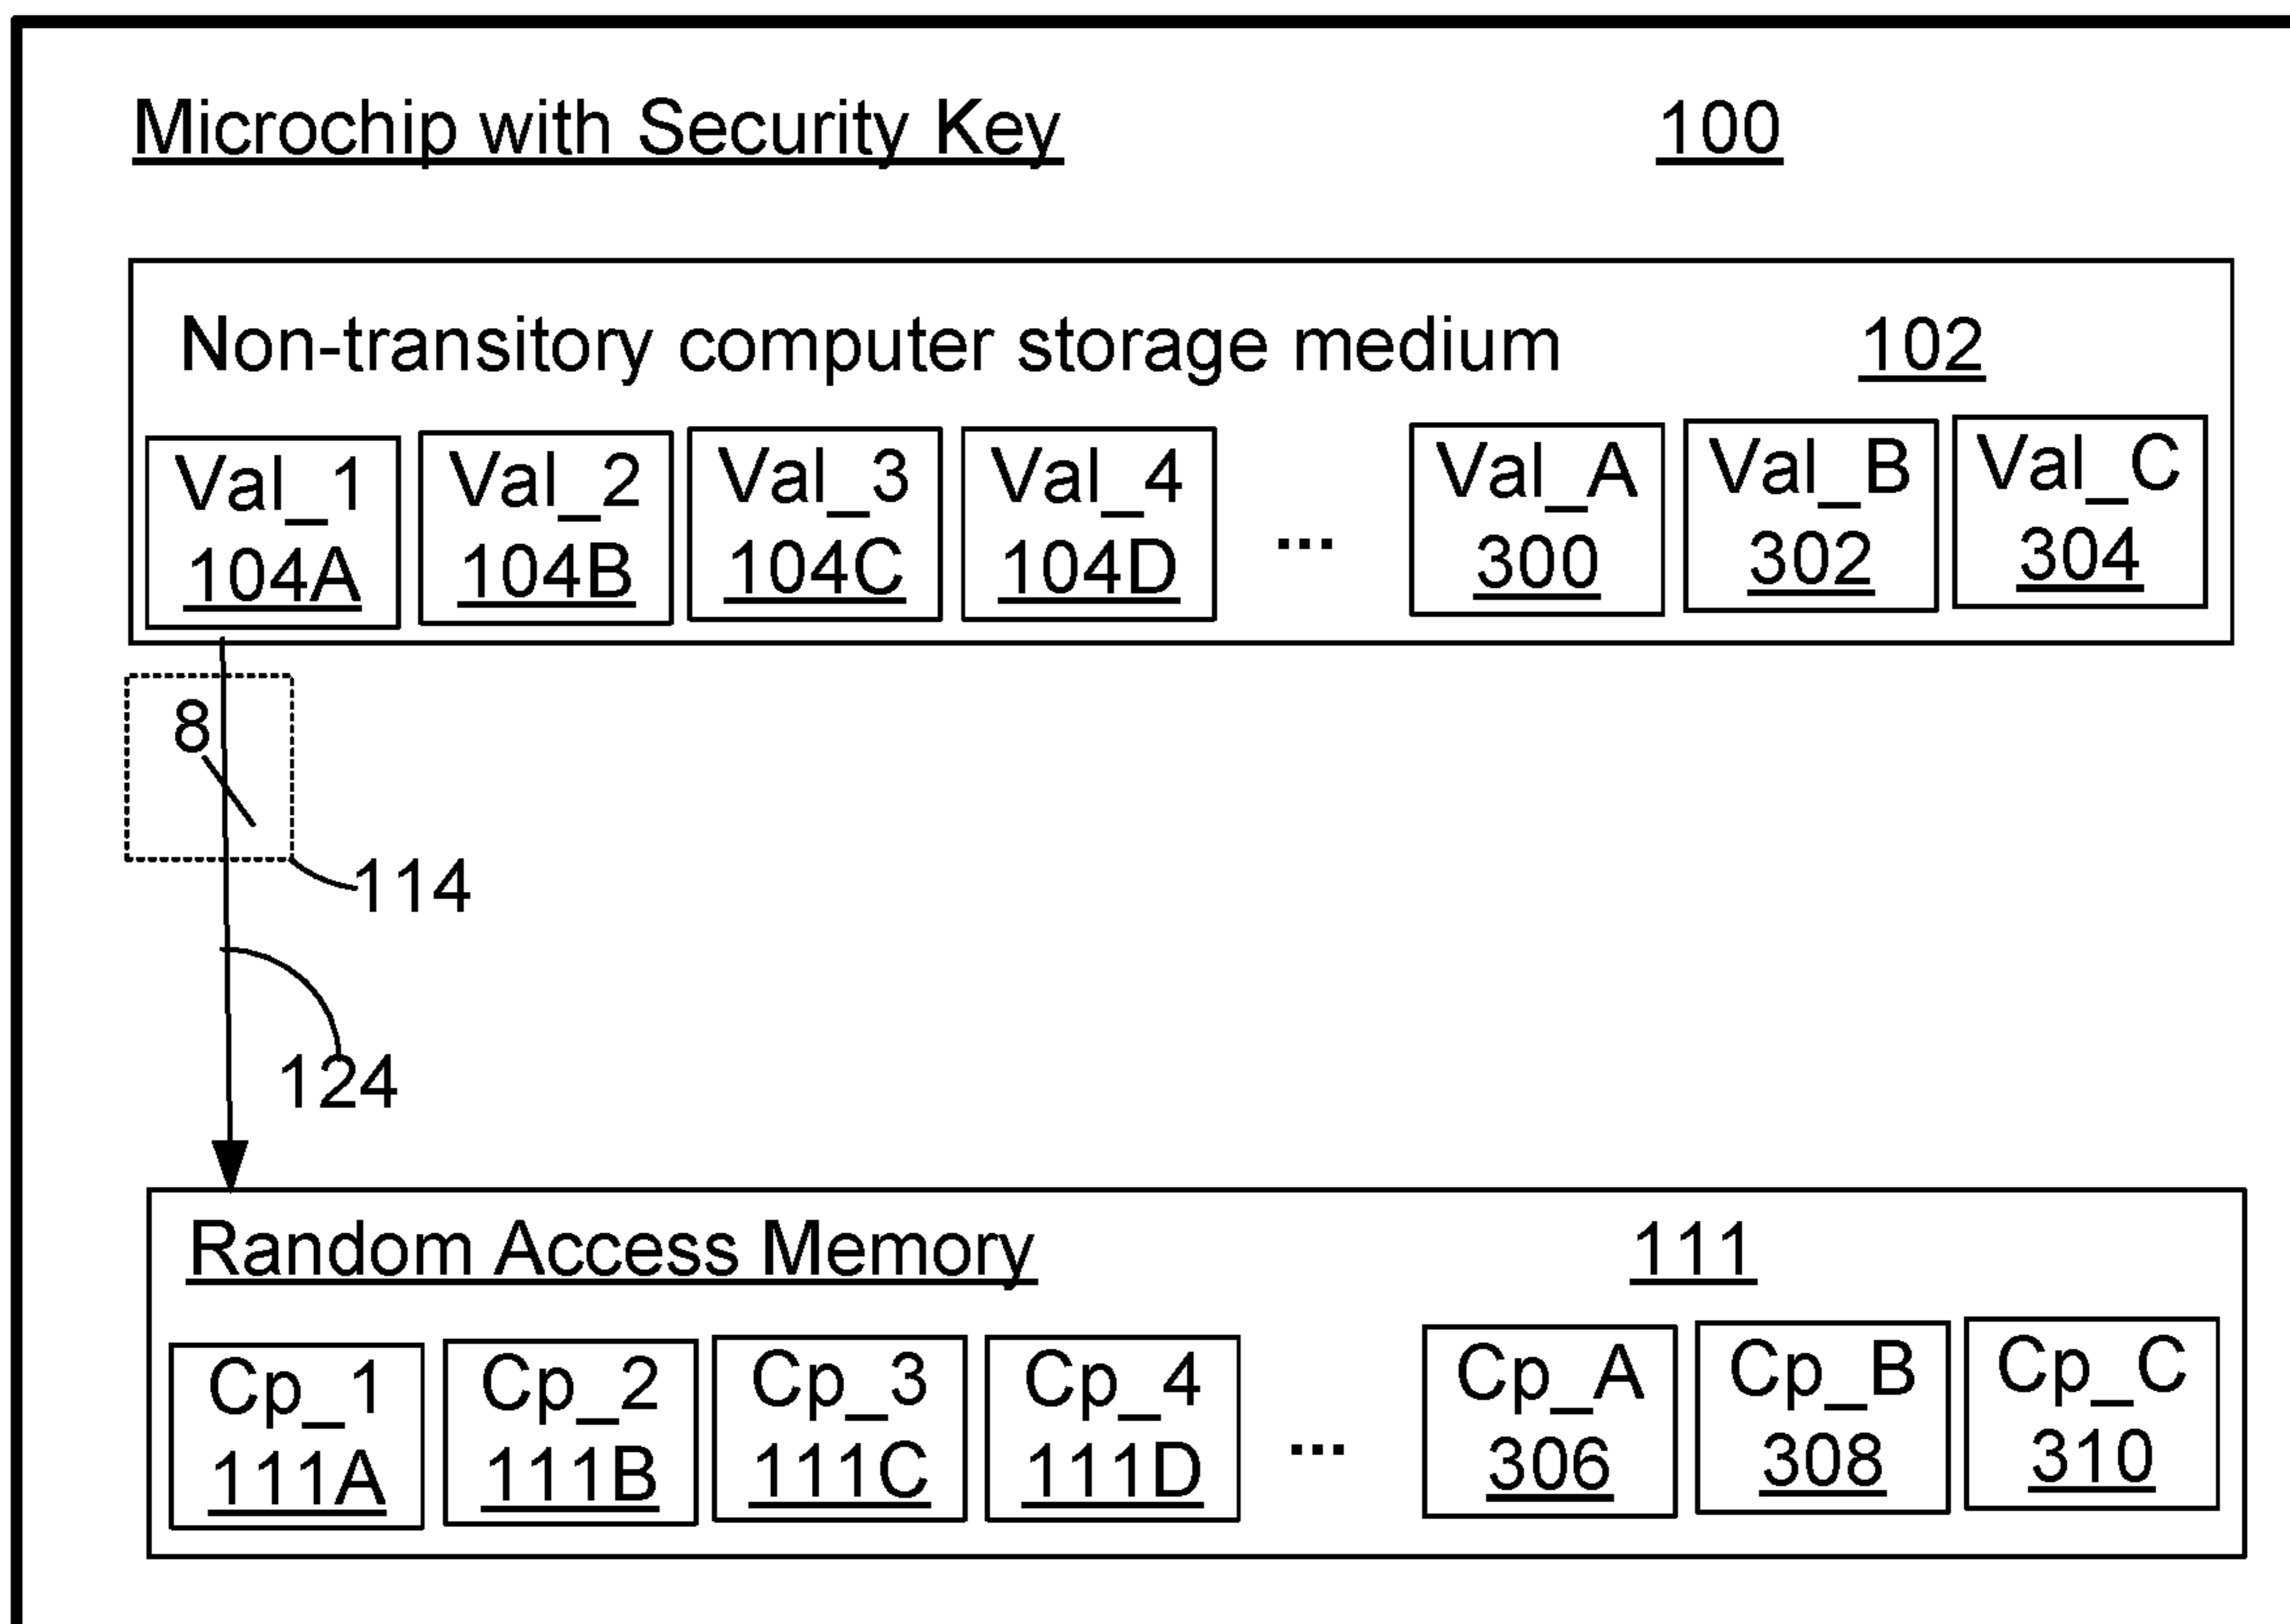 Microchip with Security Key 100
Non-transitory computer storage medium 102
Val_1 Val_2 Val_3 Val_4 ... Val_A Val_B Val_C
104A 104B 104C 104D 300 302 304
8
114
124
Random Access Memory 111
Cp_1 Cp_2 Cp_3 Cp_4 ... Cp_A Cp_B Cp_C
111A 111B 111C 111D 306 308 310